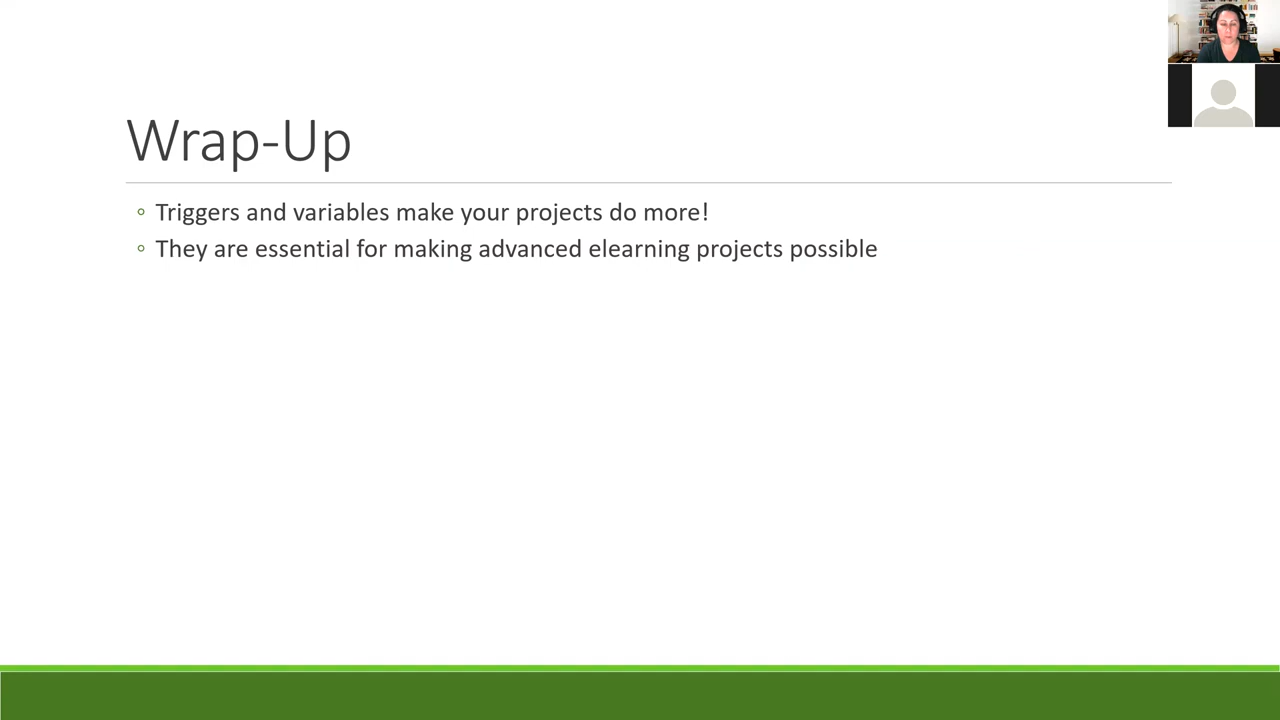 Wrap-Up
Triggers and variables make your projects do more!
They are essential for making advanced elearning projects possible